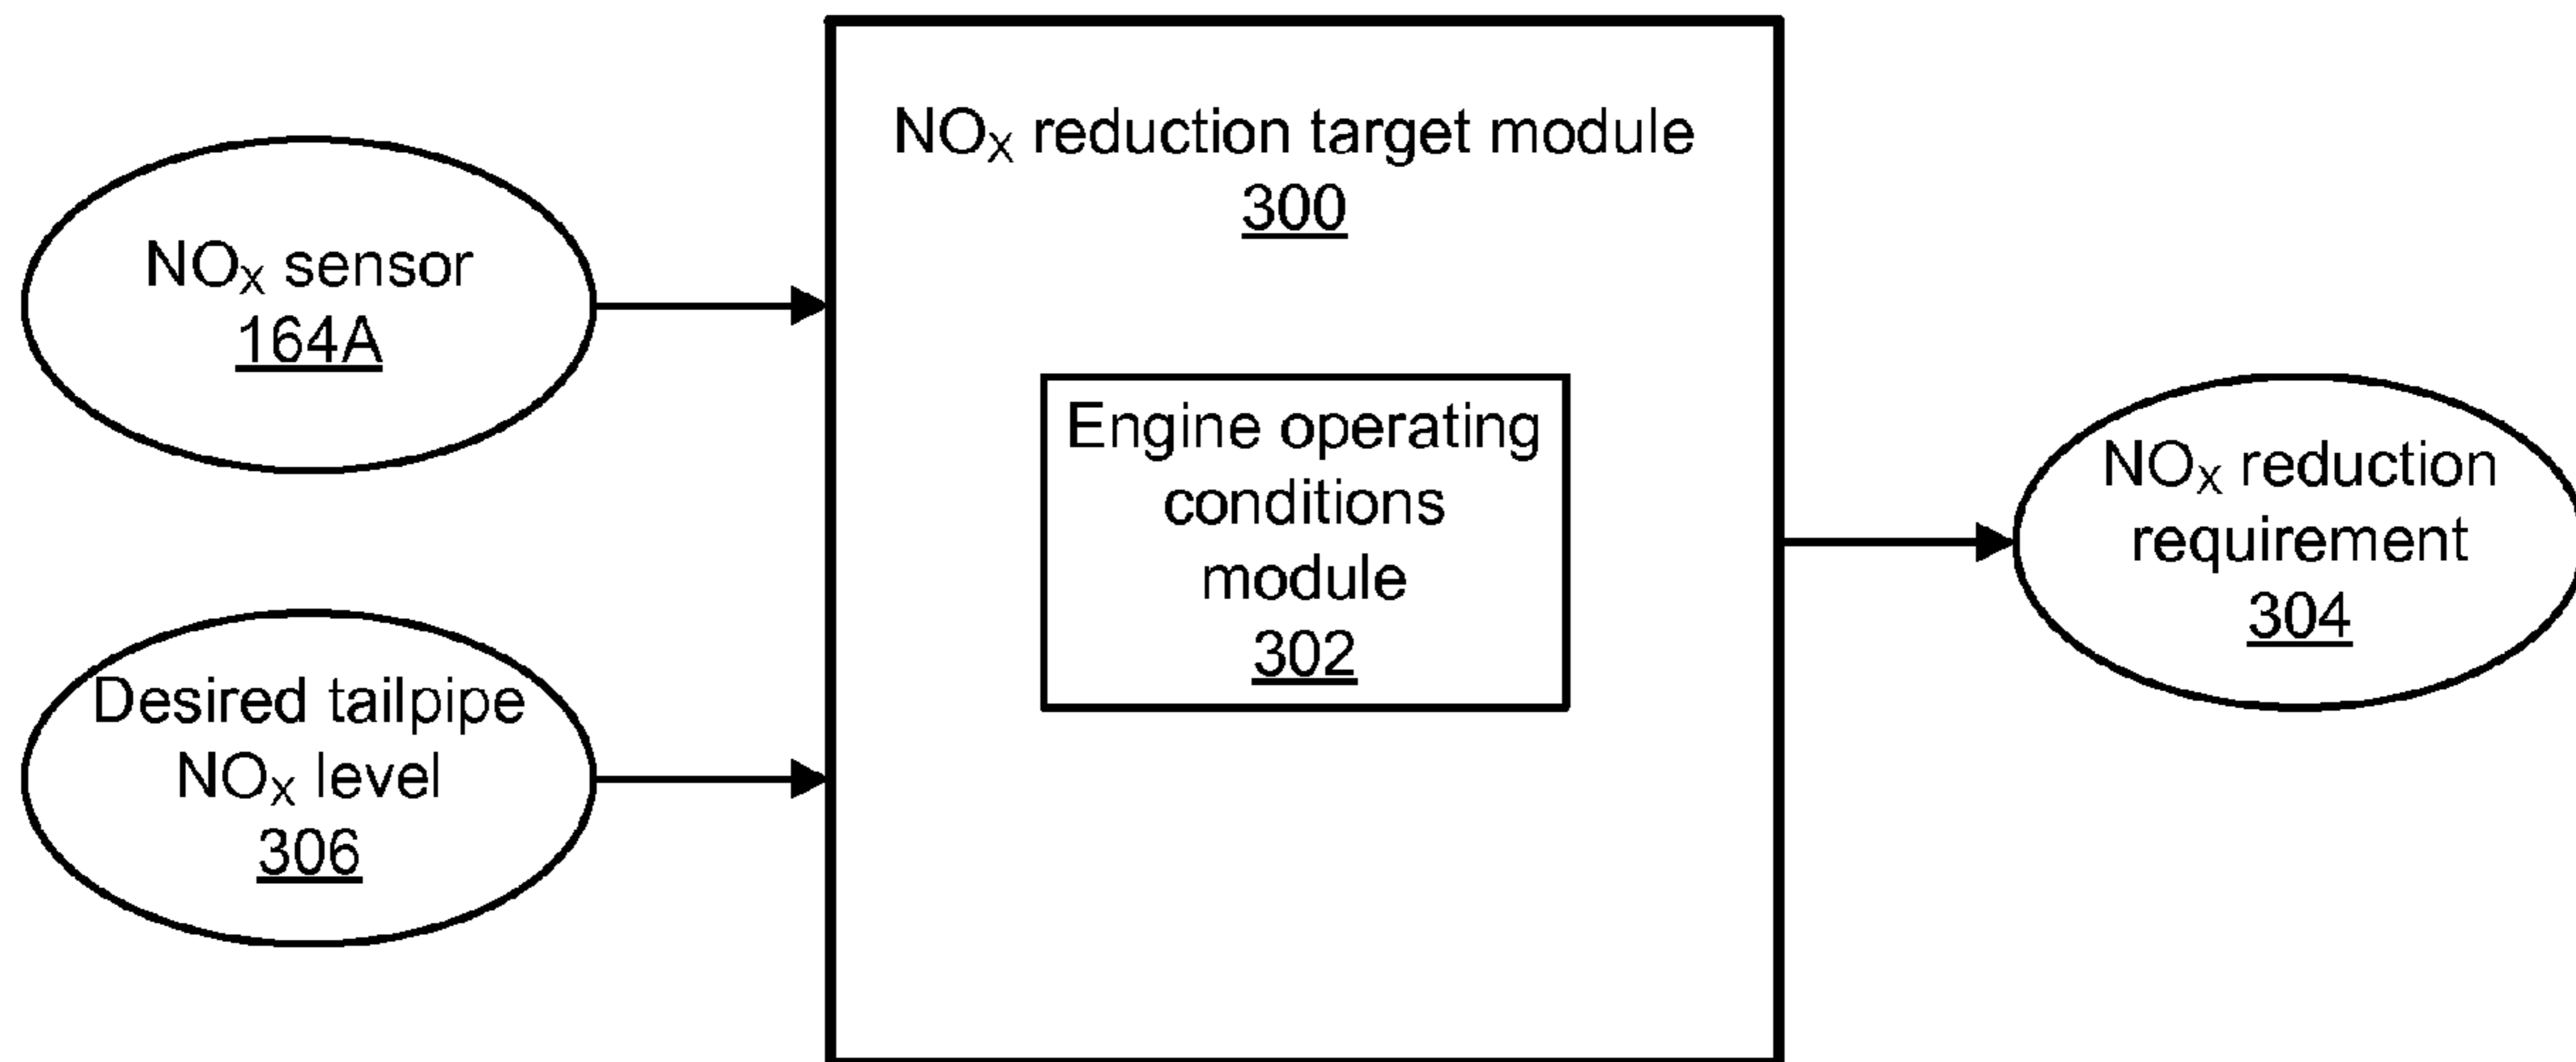 NOX sensor
164A
Desired tailpipe
NOX level
306
NOX reduction target module
300
Engine operating
conditions
module
302
NOX reduction
requirement
304